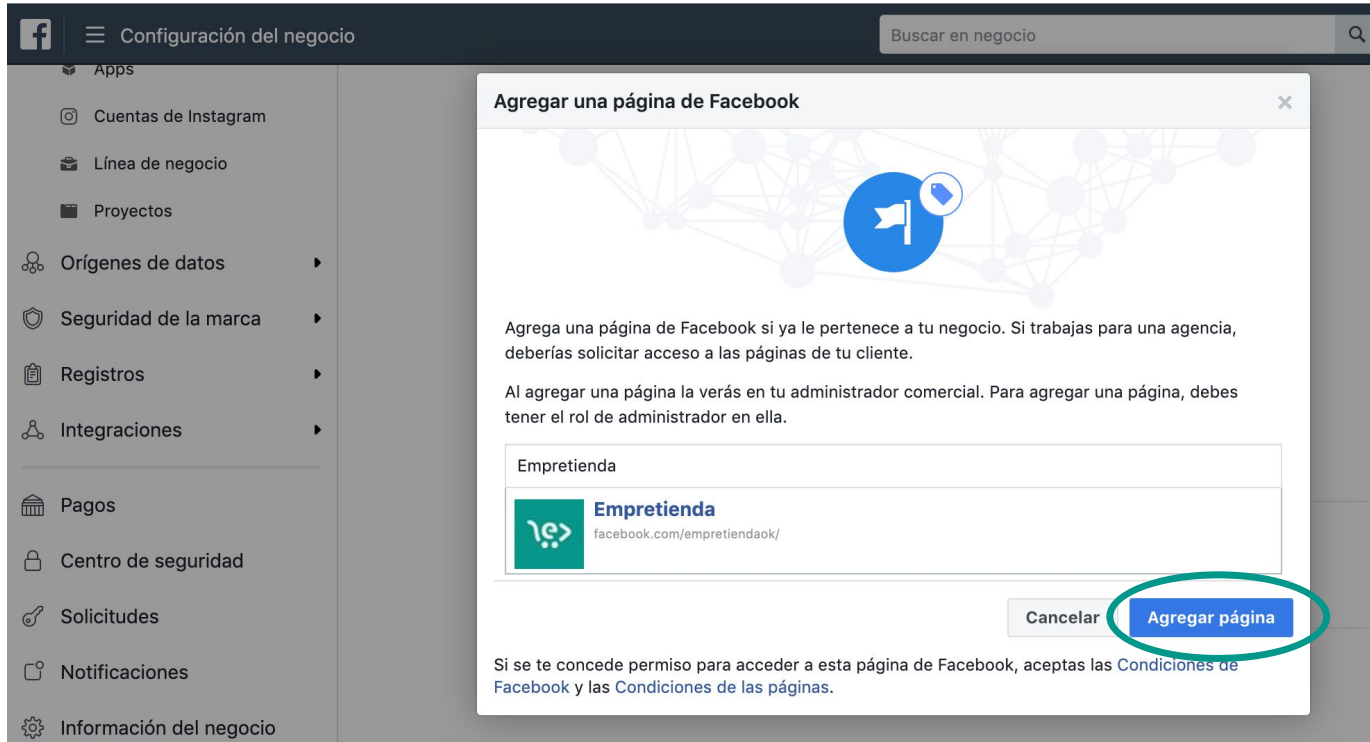 Configuración del negocio
Buscar en negocio
Apps
Cuentas de Instagram
Línea de negocio
Proyectos
Orígenes de datos
Seguridad de la marca
Registros
Integraciones
Pagos
Centro de seguridad
Solicitudes
Notificaciones
Información del negocio
Agregar una página de Facebook
Agrega una página de Facebook si ya le pertenece a tu negocio. Si trabajas para una agencia,
deberías solicitar acceso a las páginas de tu cliente.
Al agregar una página la verás en tu administrador comercial. Para agregar una página, debes
tener el rol de administrador en ella.
Empretienda
Empretienda
facebook.com/empretiendaok/
Cancelar
Agregar página
Si se te concede permiso para acceder a esta página de Facebook, aceptas las Condiciones de
Facebook y las Condiciones de las páginas.